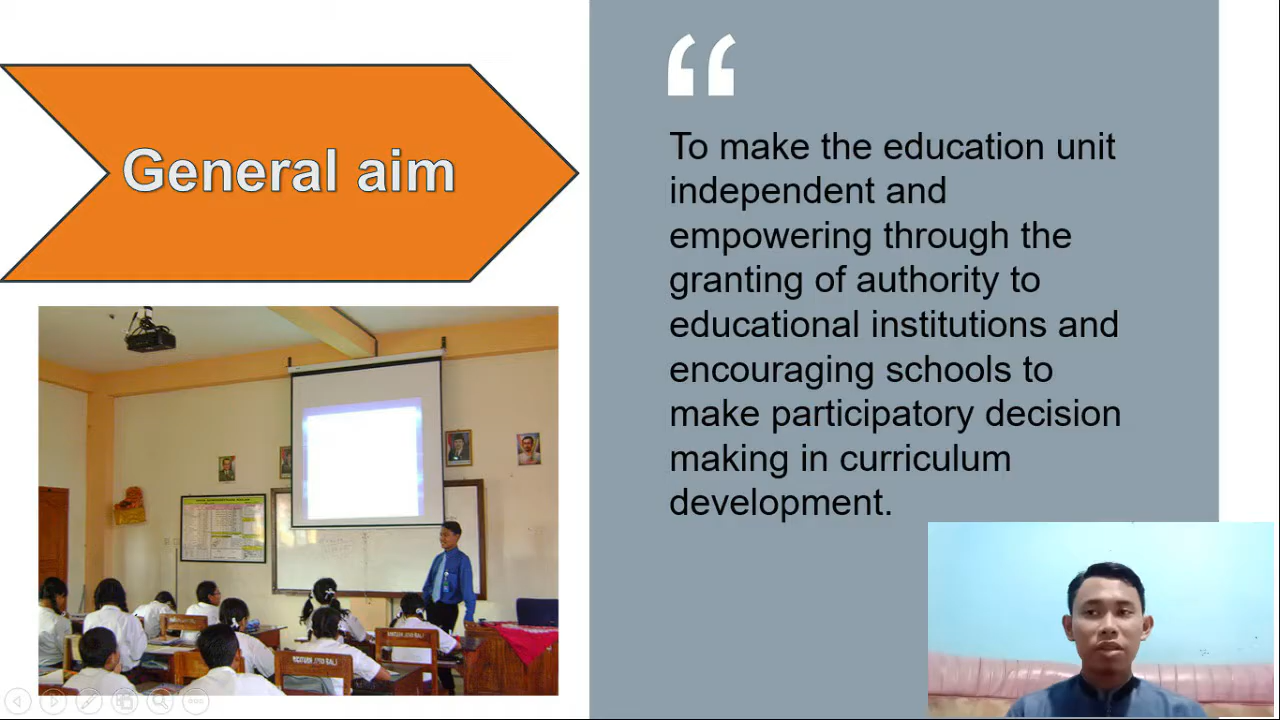 General aim
“
To make the education unit
independent and
empowering through the
granting of authority to
educational institutions and
encouraging schools to
make participatory decision
making in curriculum
development.